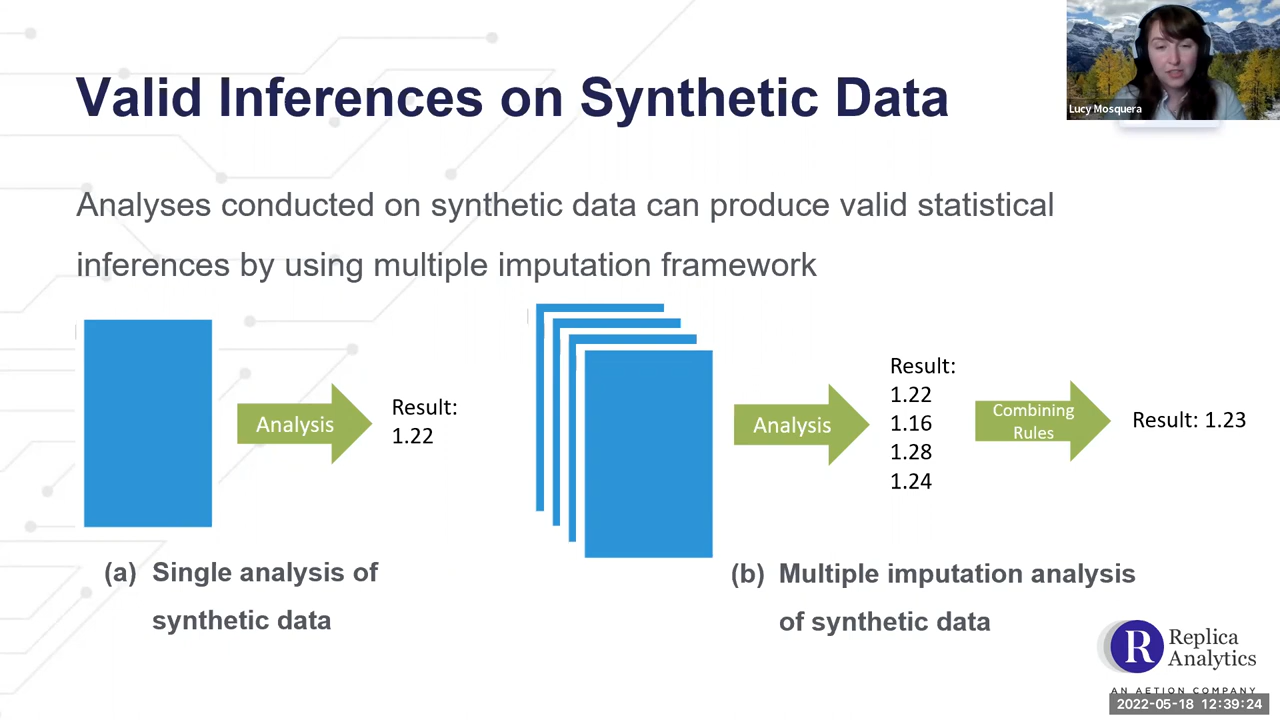 Valid Inferences on Synthetic Data
Lucy Mosquera
Analyses conducted on synthetic data can produce valid statistical
inferences by using multiple imputation framework
Analysis
Result:
1.22
(a) Single analysis of
synthetic data
Analysis
Result:
1.22
1.16
1.28
1.24
Combining
Rules
Result: 1.23
(b) Multiple imputation analysis
of synthetic data
R
Replica
Analytics
AN AETION COMPANY
2022-05-18 12:39:24